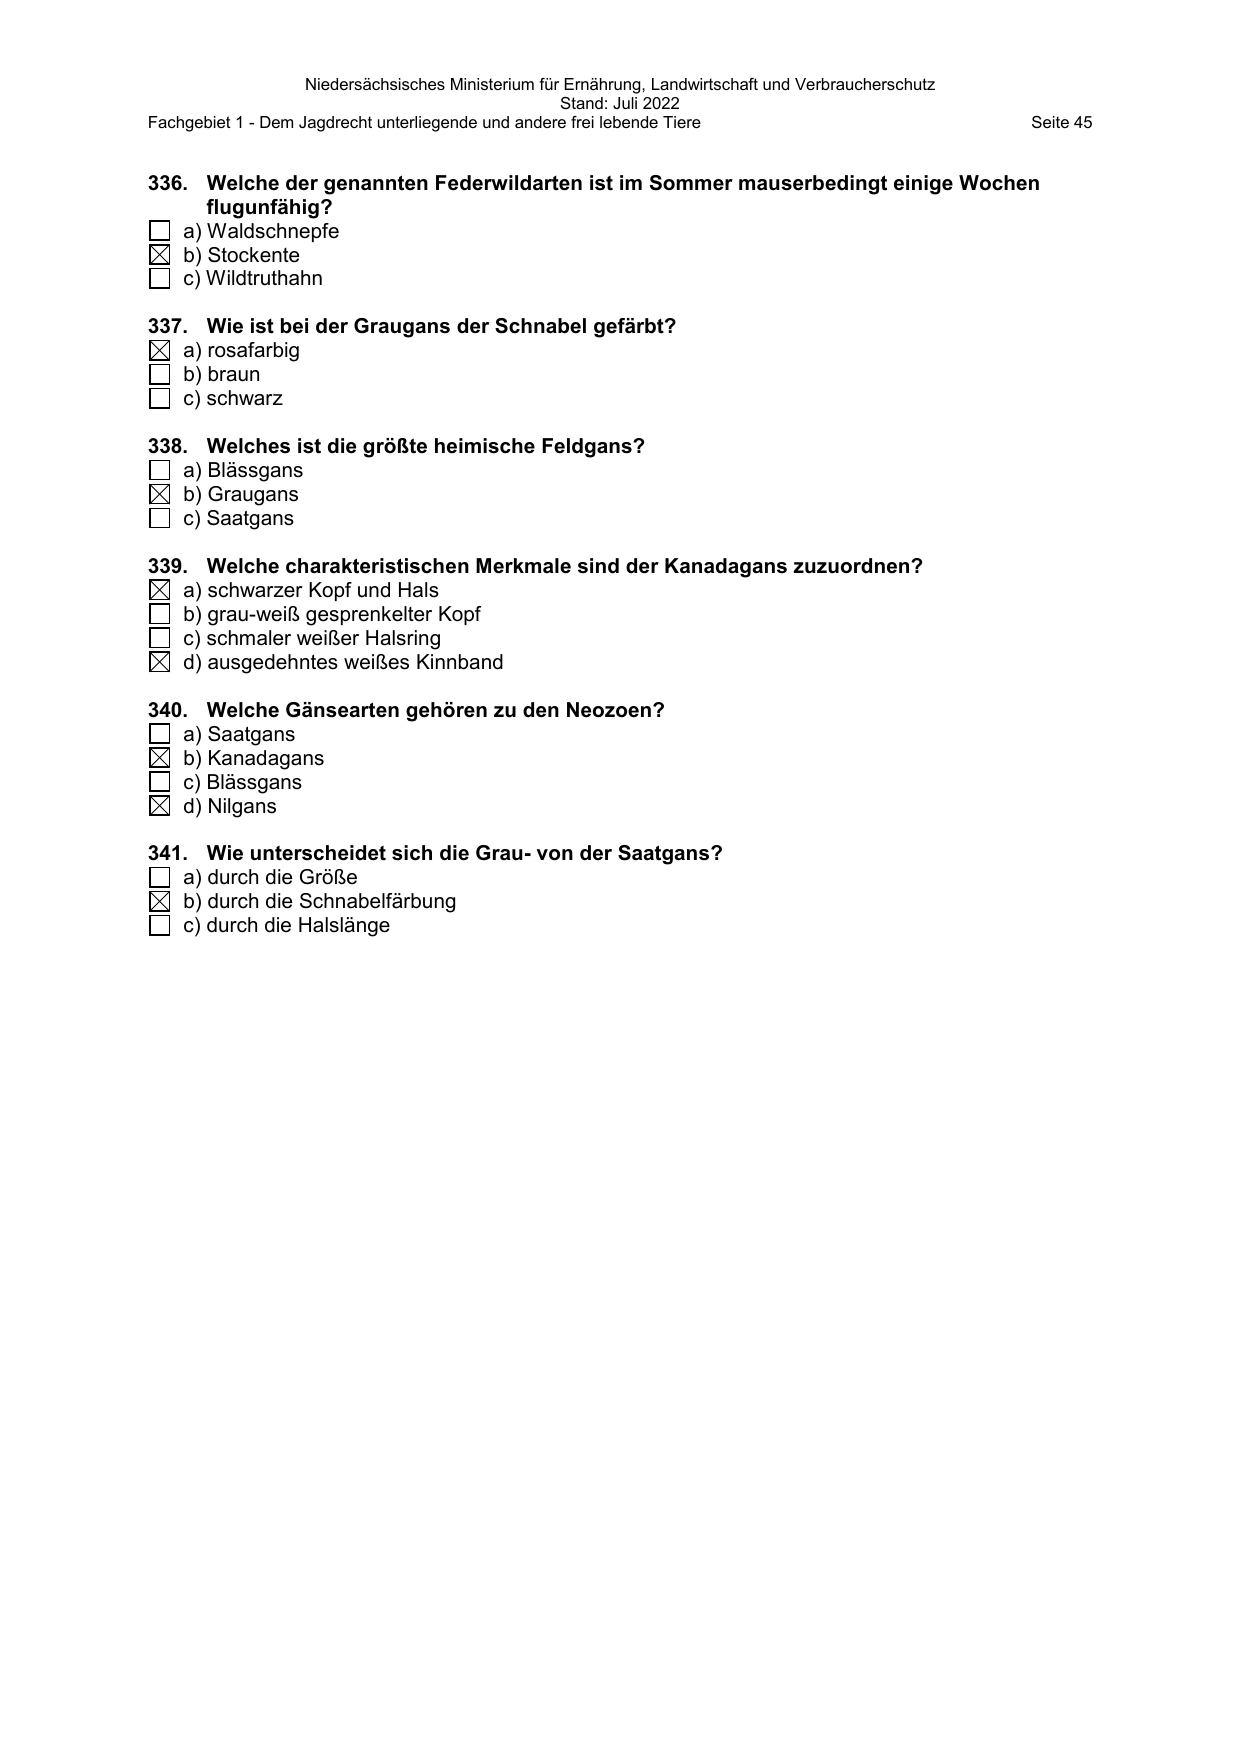 Niedersächsisches Ministerium für Ernährung, Landwirtschaft und Verbraucherschutz
Stand: Juli 2022
Fachgebiet 1 - Dem Jagdrecht unterliegende und andere frei lebende Tiere Seite 45
336. Welche der genannten Federwildarten ist im Sommer mauserbedingt einige Wochen
flugunfähig?
☐ a) Waldschnepfe
☒ b) Stockente
☐ c) Wildtruthahn
337. Wie ist bei der Graugans der Schnabel gefärbt?
☒ a) rosafarbig
☐ b) braun
☐ c) schwarz
338. Welches ist die größte heimische Feldgans?
☐ a) Blässgans
☒ b) Graugans
☐ c) Saatgans
339. Welche charakteristischen Merkmale sind der Kanadagans zuzuordnen?
☒ a) schwarzer Kopf und Hals
☐ b) grau-weiß gesprenkelter Kopf
☐ c) schmaler weißer Halsring
☒ d) ausgedehntes weißes Kinnband
340. Welche Gänsearten gehören zu den Neozoen?
☐ a) Saatgans
☒ b) Kanadagans
☐ c) Blässgans
☒ d) Nilgans
341. Wie unterscheidet sich die Grau- von der Saatgans?
☐ a) durch die Größe
☒ b) durch die Schnabelfärbung
☐ c) durch die Halslänge